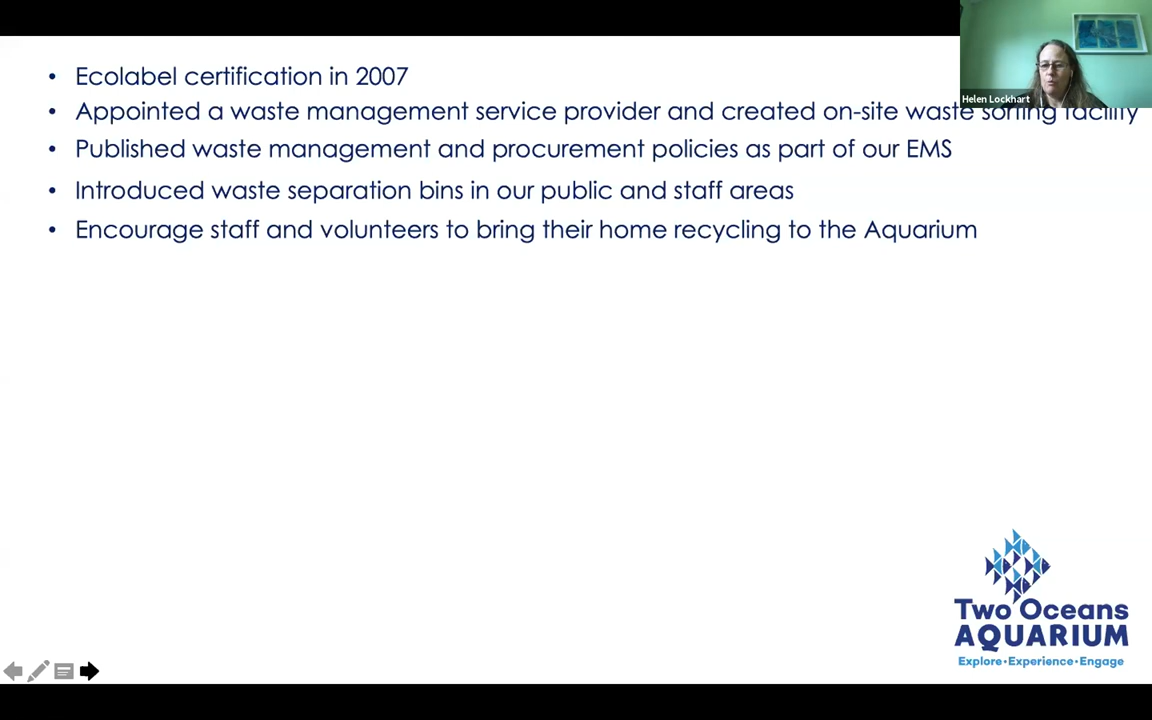 • Ecolabel certification in 2007
Helen Lockhart
• Appointed a waste management service provider and created on-site waste sorting facility
• Published waste management and procurement policies as part of our EMS
• Introduced waste separation bins in our public and staff areas
• Encourage staff and volunteers to bring their home recycling to the Aquarium
Two Oceans
AQUARIUM
Explore•Experience•Engage